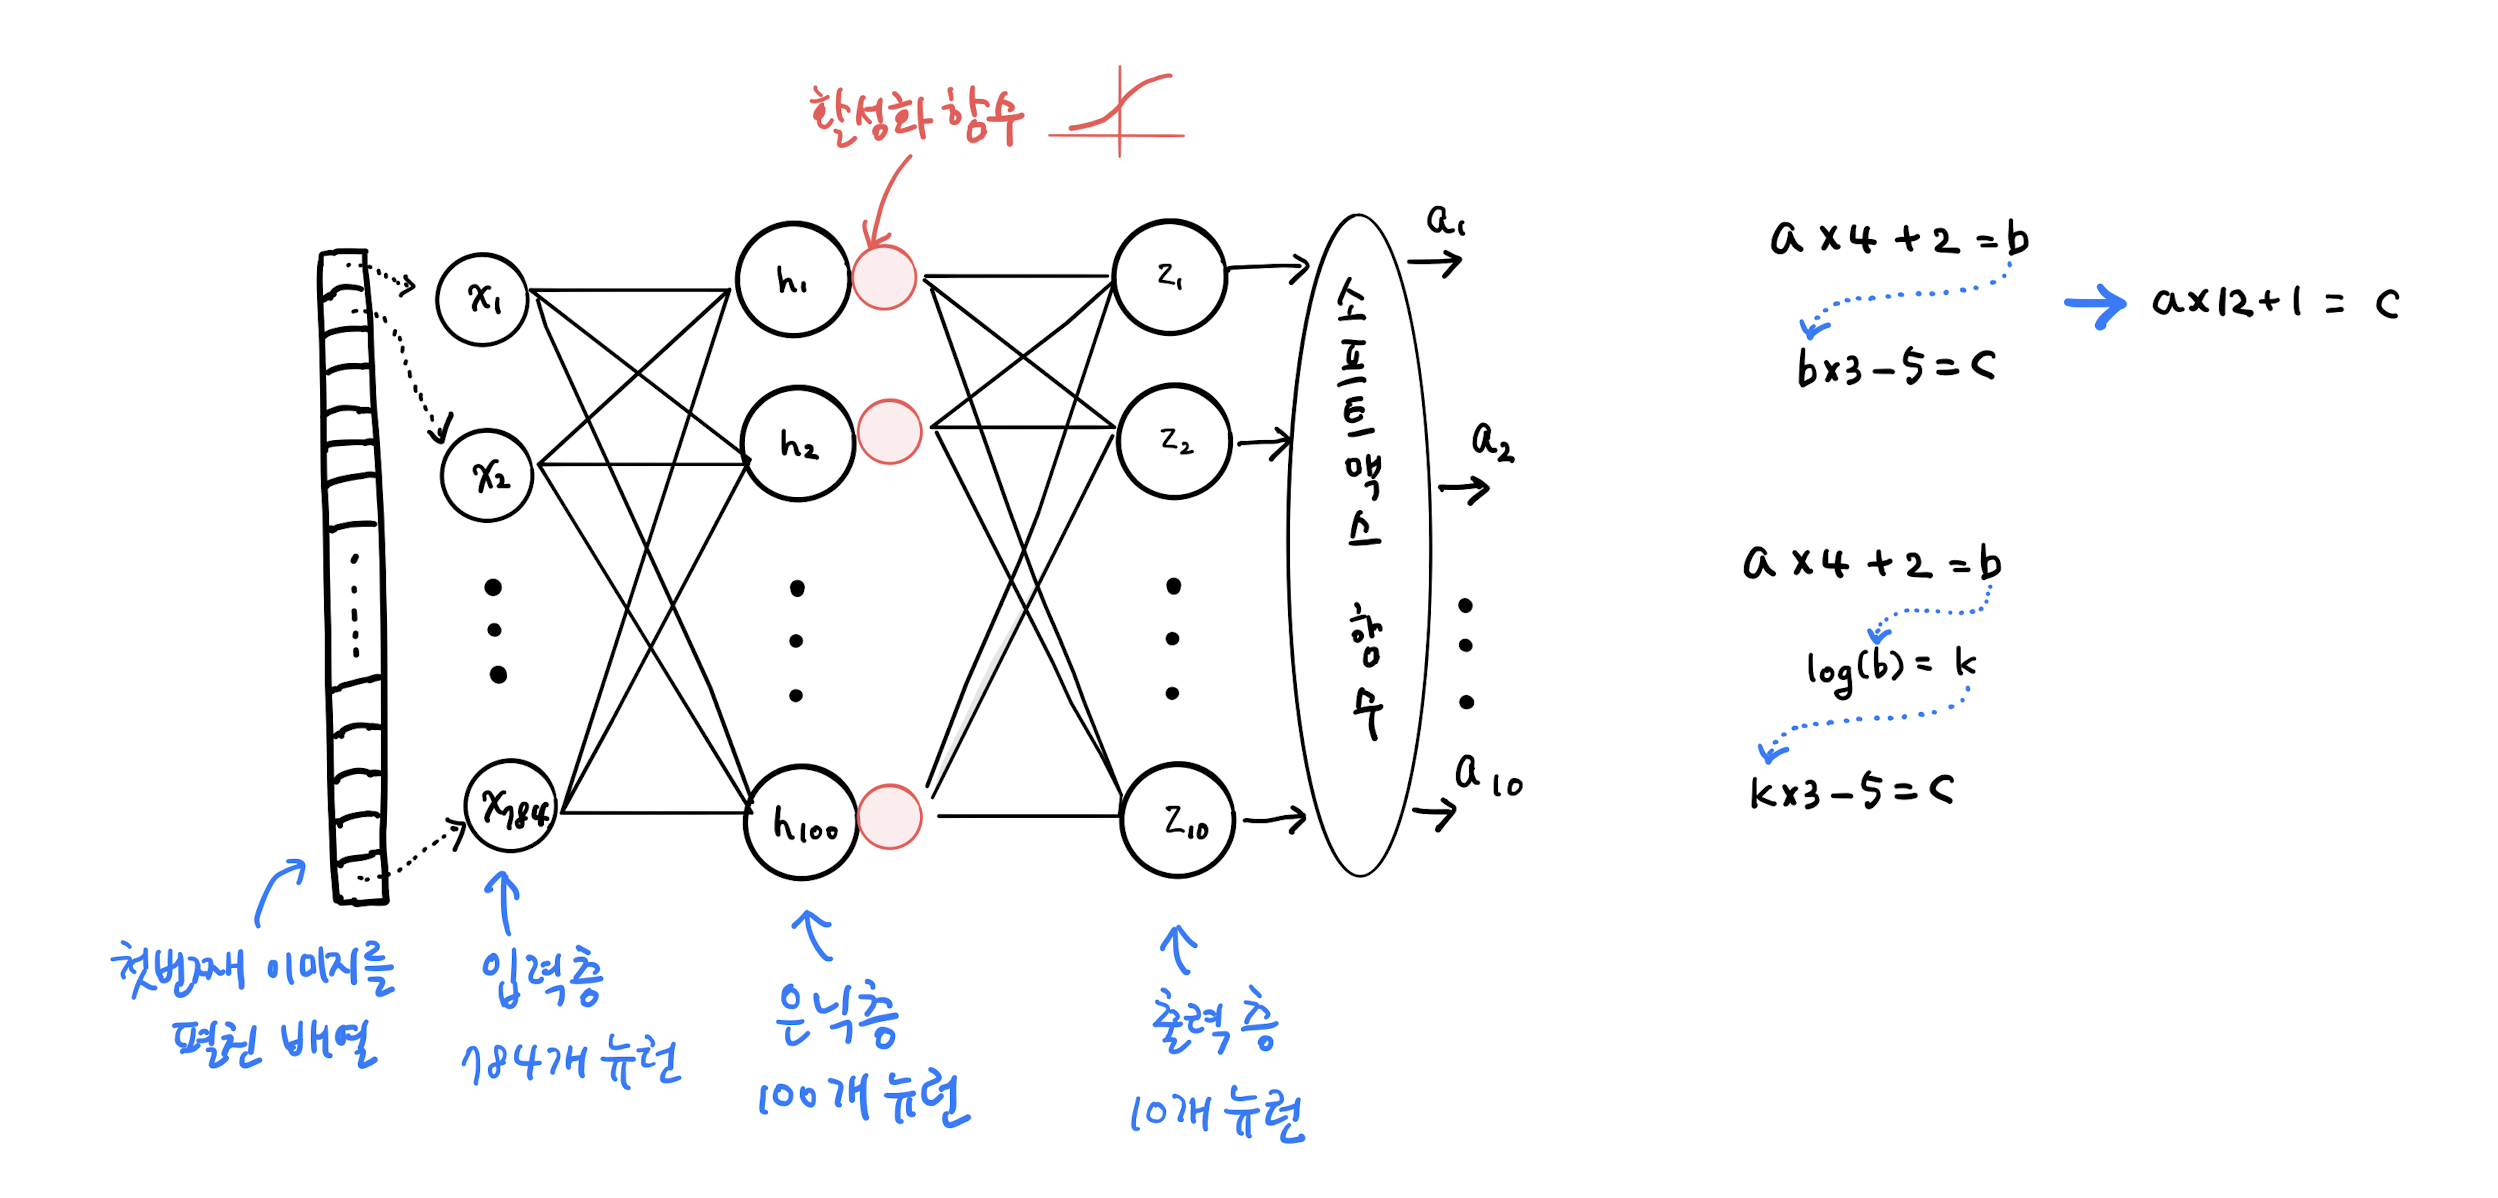 활성화 함수
x₁
x₂
x₇₈₄
h₁
h₂
h₁₀₀
z₁
z₂
z₁₀
소프트맥스 함수
a₁
a₂
a₁₀
첫번째 이미지를
펼친 배열
입력층
784개 뉴런
은닉층
100개 뉴런
출력층
10개 뉴런
a × 4 + 2 = b
b × 3 - 5 = c
a × 12 + 1 = c
a × 4 + 2 = b
log(b) = k
k × 3 - 5 = c